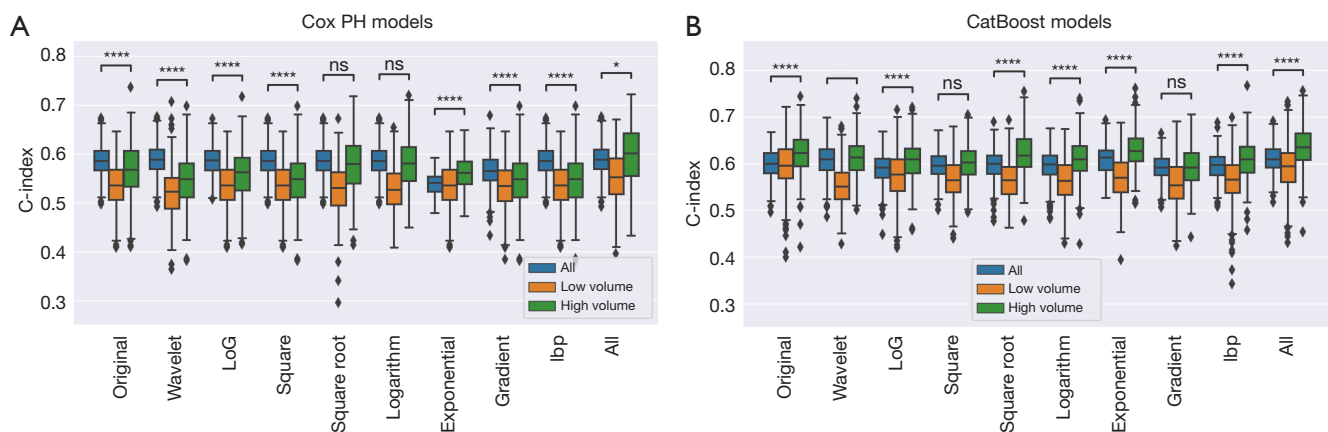 A
Cox PH models
0.8
0.7
0.6
0.5
0.4
0.3
C-index
****
****
****
****
ns
ns
****
****
****
*
All
Low volume
High volume
Original
Wavelet
LoG
Square
Square root
Logarithm
Exponential
Gradient
lbp
All
B
CatBoost models
0.8
0.7
0.6
0.5
0.4
0.3
C-index
****
****
ns
****
****
****
ns
****
****
All
Low volume
High volume
Original
Wavelet
LoG
Square
Square root
Logarithm
Exponential
Gradient
lbp
All